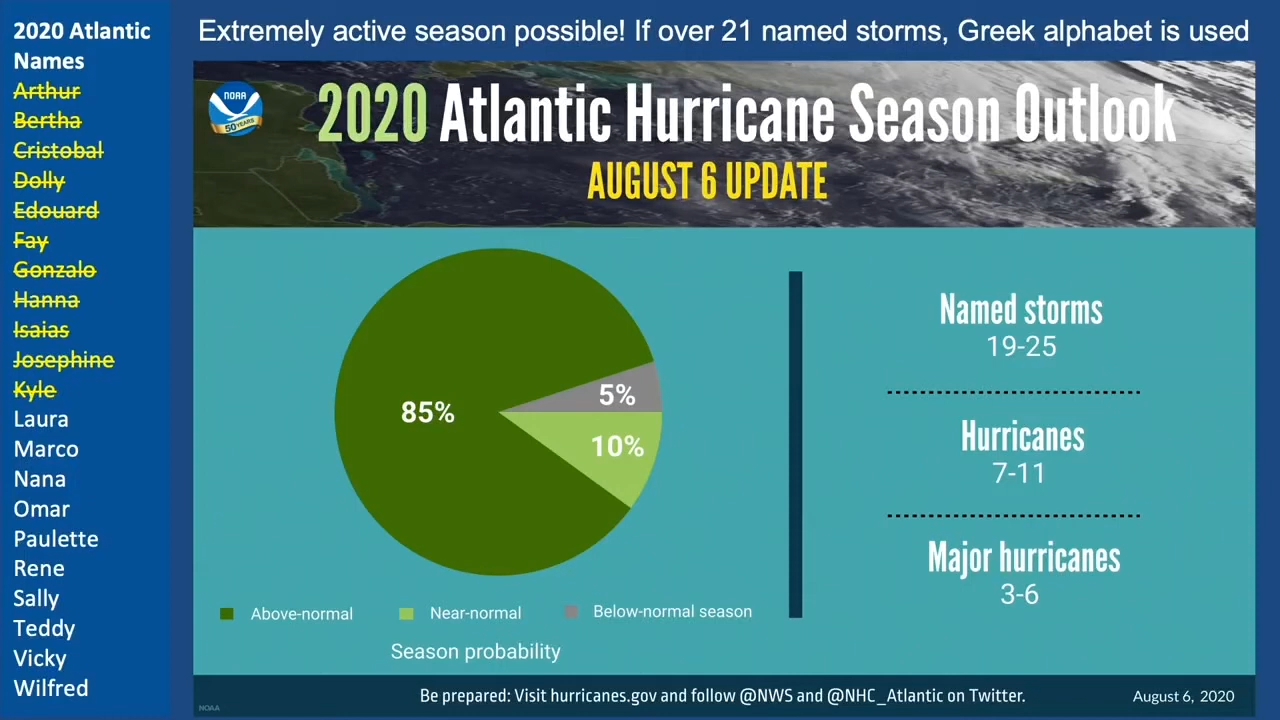 2020 Atlantic
Names
Arthur
Bertha
Cristobal
Dolly
Edouard
Fay
Gonzalo
Hanna
Isaias
Josephine
Kyle
Laura
Marco
Nana
Omar
Paulette
Rene
Sally
Teddy
Vicky
Wilfred
Extremely active season possible! If over 21 named storms, Greek alphabet is used
NOAA
50 YEARS
2020 Atlantic Hurricane Season Outlook
AUGUST 6 UPDATE
85%
5%
10%
Above-normal Near-normal Below-normal season
Season probability
Named storms
19-25
Hurricanes
7-11
Major hurricanes
3-6
NOAA
Be prepared: Visit hurricanes.gov and follow @NWS and @NHC_Atlantic on Twitter.
August 6, 2020